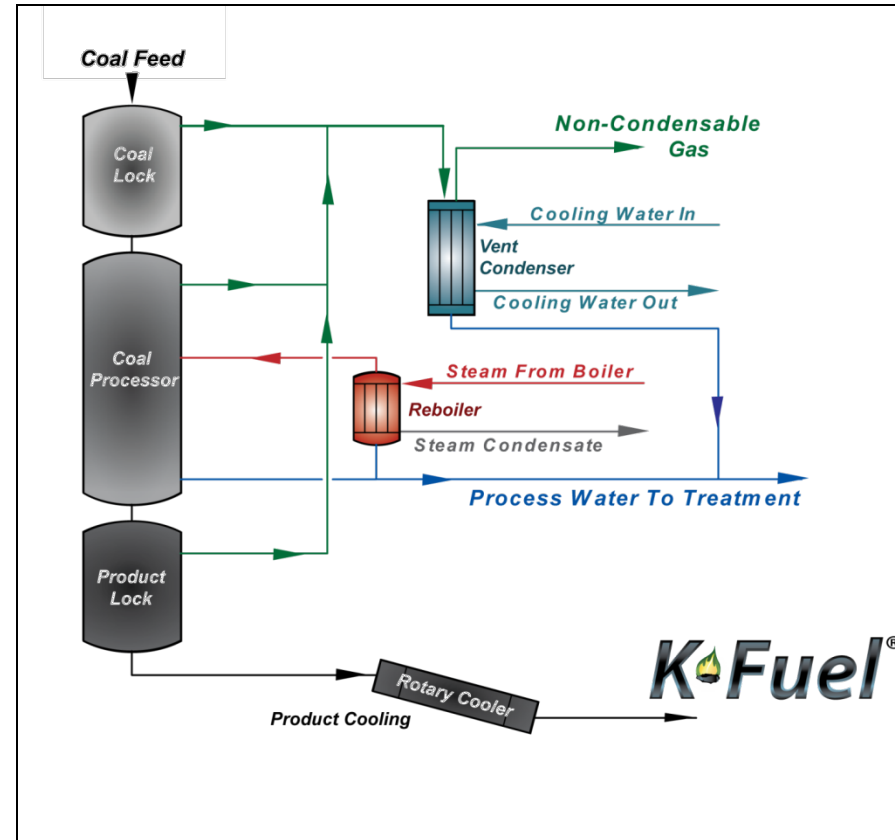 Coal Feed
Coal
Lock
Non-Condensable
Gas
Cooling Water In
Vent
Condenser
Cooling Water Out
Coal
Processor
Steam From Boiler
Reboiler
Steam Condensate
Process Water To Treatment
Product
Lock
Rotary Cooler
Product Cooling
K Fuel®